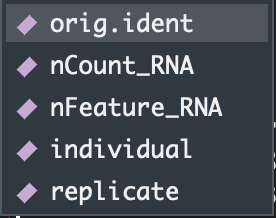 orig.ident
nCount_RNA
nFeature_RNA
individual
replicate